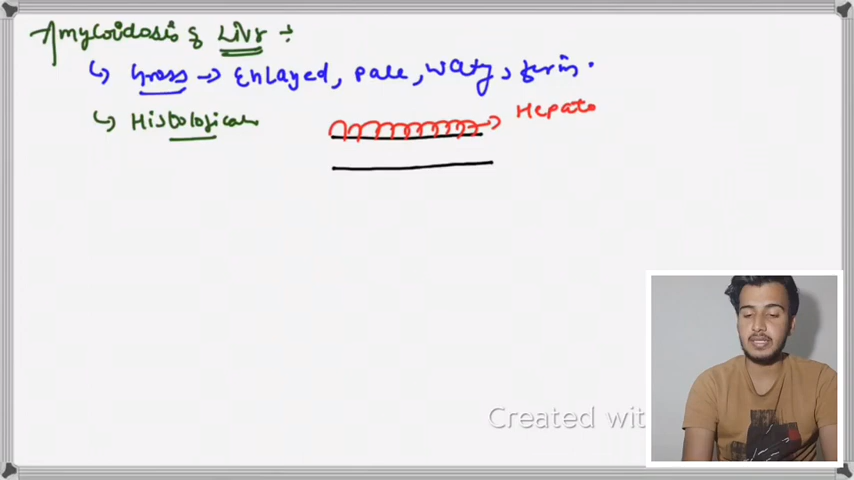 Amyloidosis of Liver ÷
↳ Gross → Enlarged, Pale, Waxy, firm.
↳ Histological
→ Hepato
Created wit